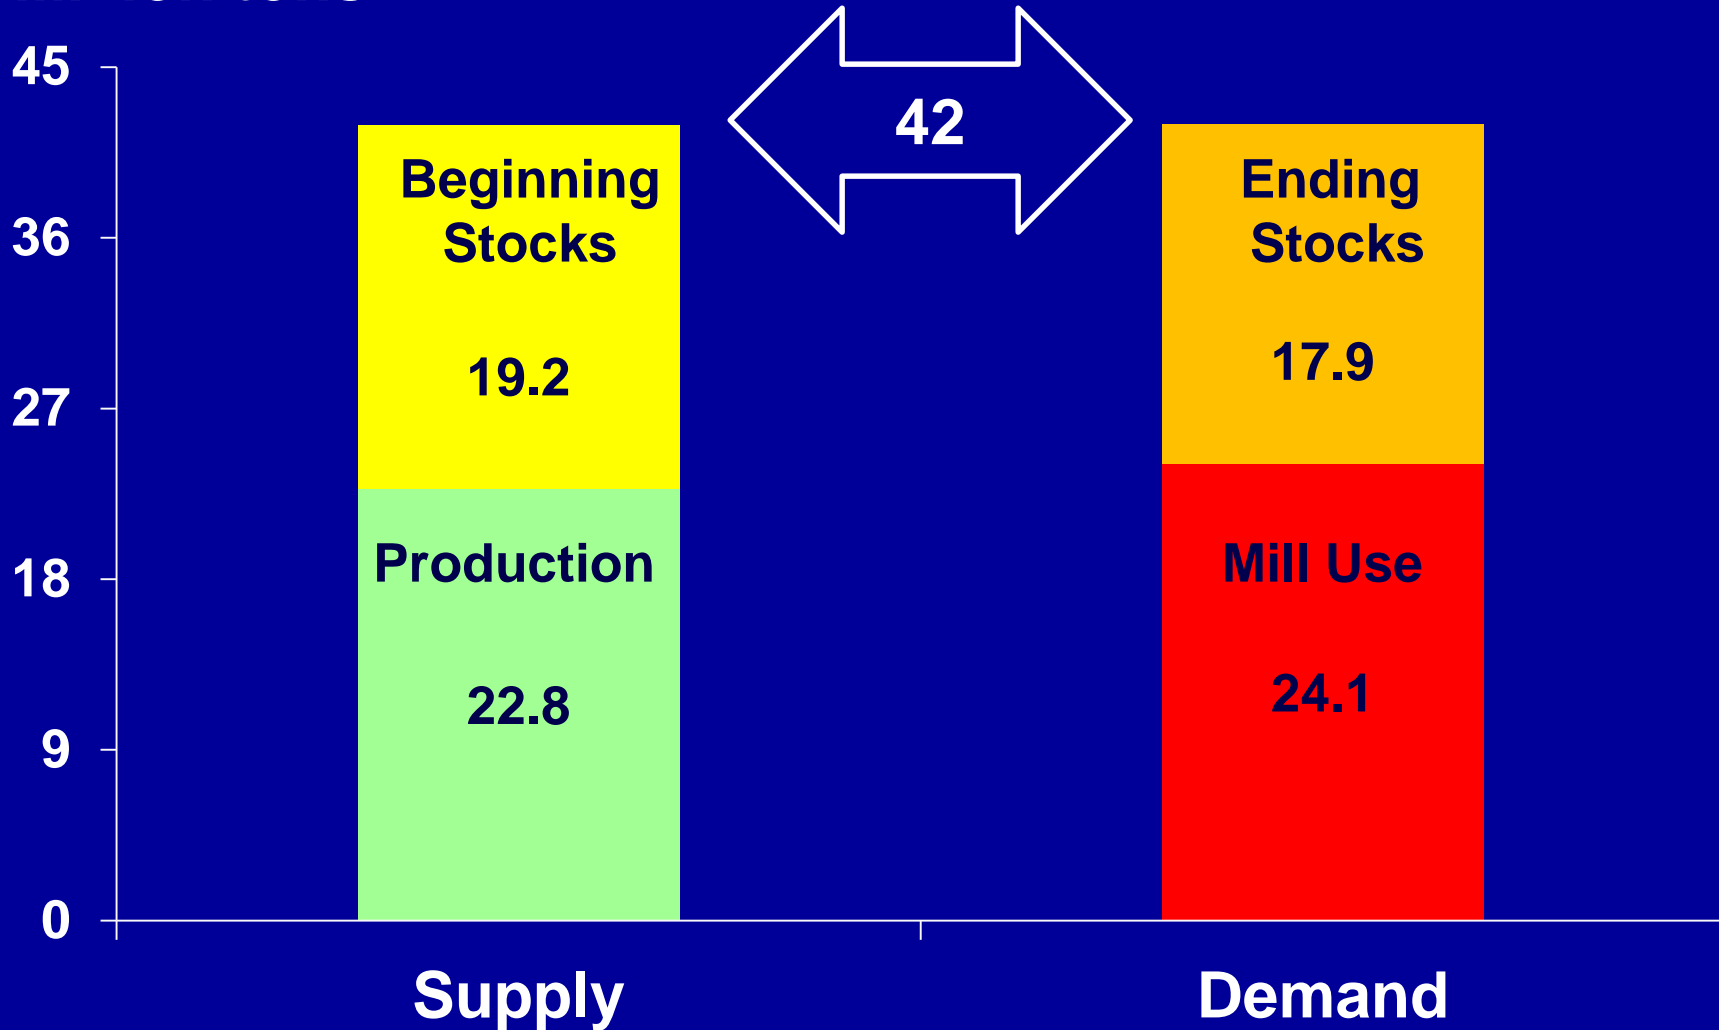 45
36
27
18
9
0
42
Beginning
Stocks
19.2
Production
22.8
Ending
Stocks
17.9
Mill Use
24.1
Supply
Demand